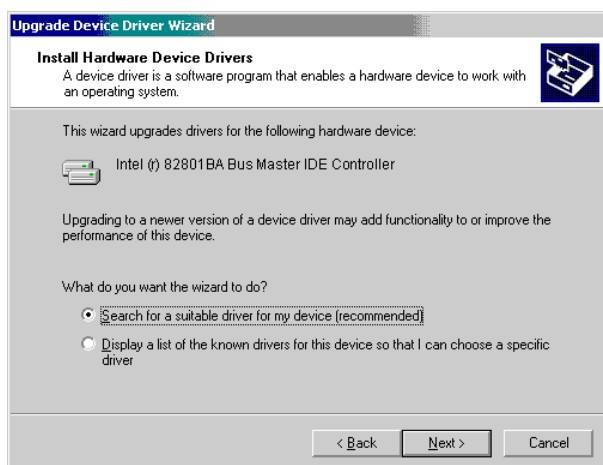 Upgrade Device Driver Wizard
Install Hardware Device Drivers
A device driver is a software program that enables a hardware device to work with
an operating system.
This wizard upgrades drivers for the following hardware device:
Intel (r) 82801BA Bus Master IDE Controller
Upgrading to a newer version of a device driver may add functionality to or improve the
performance of this device.
What do you want the wizard to do?
Search for a suitable driver for my device (recommended)
Display a list of the known drivers for this device so that I can choose a specific
driver
< Back
Next >
Cancel